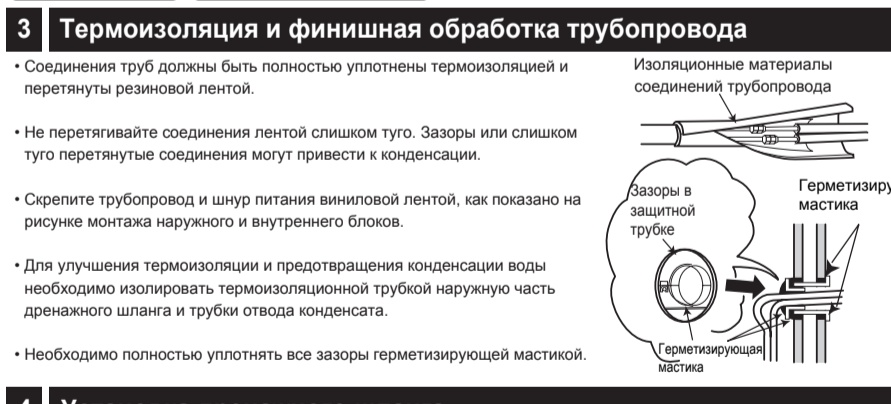 3 Термоизоляция и финишная обработка трубопровода
• Соединения труб должны быть полностью уплотнены термоизоляцией и
перетянуты резиновой лентой.
• Не перетягивайте соединения лентой слишком туго. Зазоры или слишком
туго перетянутые соединения могут привести к конденсации.
• Скрепите трубопровод и шнур питания виниловой лентой, как показано на
рисунке монтажа наружного и внутреннего блоков.
• Для улучшения термоизоляции и предотвращения конденсации воды
необходимо изолировать термоизоляционной трубкой наружную часть
дренажного шланга и трубки отвода конденсата.
• Необходимо полностью уплотнять все зазоры герметизирующей мастикой.
Изоляционные материалы
соединений трубопровода
Зазоры в
защитной
трубке
Герметизиру
мастика
Герметизирующая
мастика